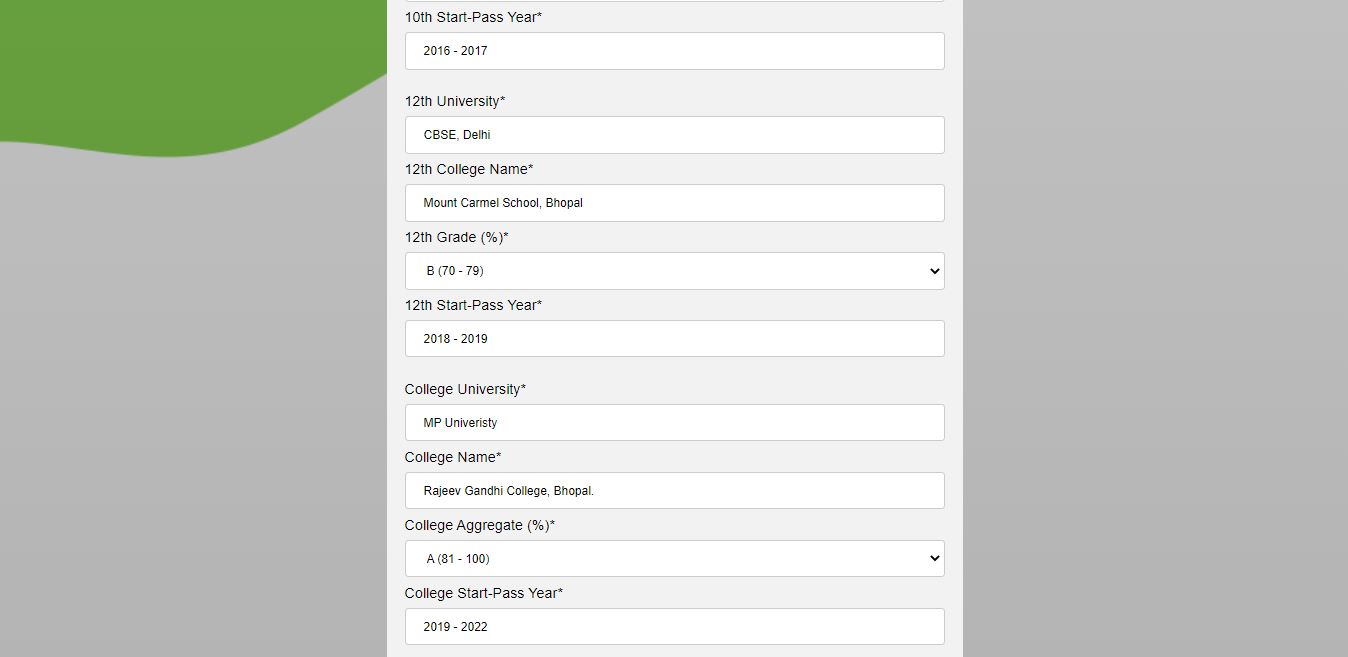 10th Start-Pass Year*
2016 - 2017
12th University*
CBSE, Delhi
12th College Name*
Mount Carmel School, Bhopal
12th Grade (%)*
B (70 - 79)
12th Start-Pass Year*
2018 - 2019
College University*
MP Univeristy
College Name*
Rajeev Gandhi College, Bhopal.
College Aggregate (%)*
A (81 - 100)
College Start-Pass Year*
2019 - 2022